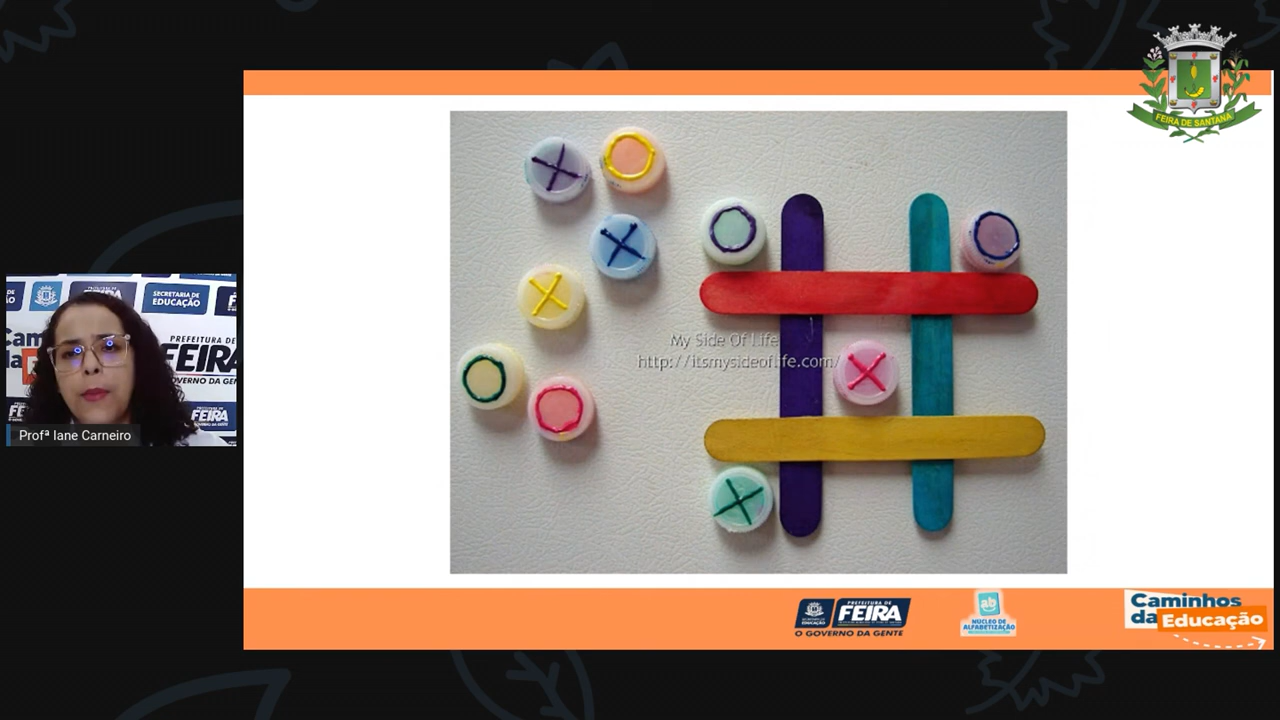 FEIRA DE SANTANA
My Side Of Life
http://itsmysideoflife.com/
SECRETARIA DE
EDUCAÇÃO
PREFEITURA DE
FEIRA
GOVERNO DA GENTE
FEIRA
Profª Iane Carneiro
PREFEITURA DE
FEIRA
O GOVERNO DA GENTE
ab
NÚCLEO DE
ALFABETIZAÇÃO
Caminhos
da Educação